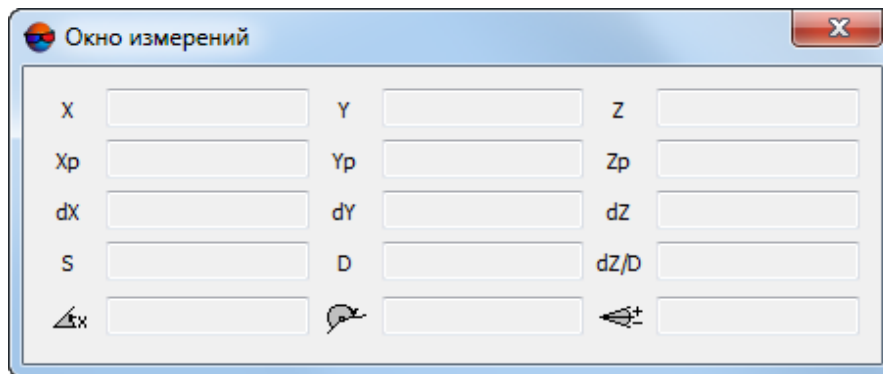 Окно измерений
X Y Z
Xp Yp Zp
dX dY dZ
S D dZ/D
x